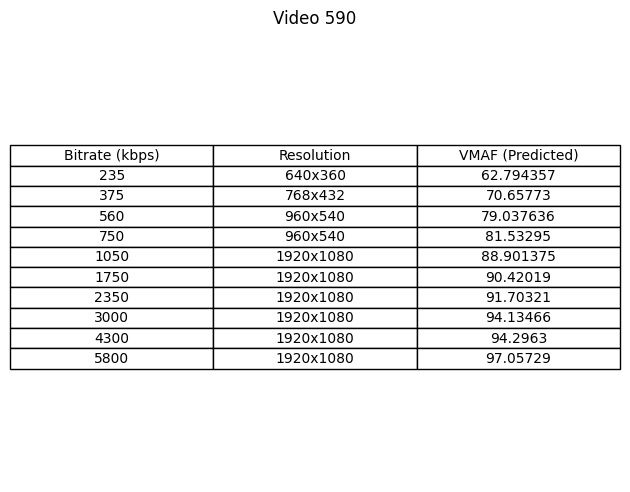 Video 590
Bitrate (kbps) Resolution VMAF (Predicted)
235 640x360 62.794357
375 768x432 70.65773
560 960x540 79.037636
750 960x540 81.53295
1050 1920x1080 88.901375
1750 1920x1080 90.42019
2350 1920x1080 91.70321
3000 1920x1080 94.13466
4300 1920x1080 94.2963
5800 1920x1080 97.05729